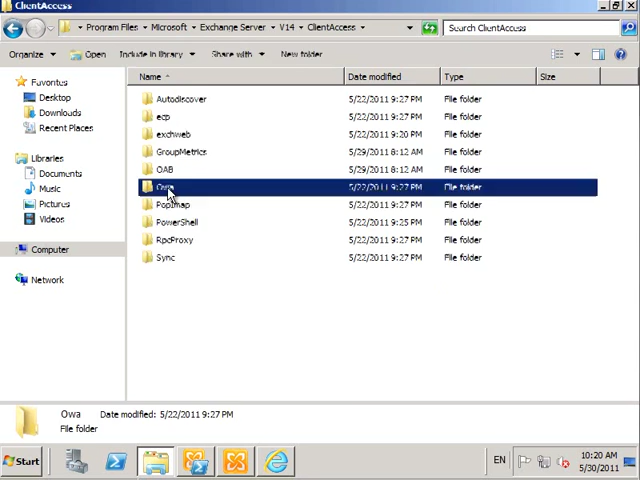 ClientAccess
Program Files ▸ Microsoft ▸ Exchange Server ▸ V14 ▸ ClientAccess ▸
Search ClientAccess
Organize Open Include in library Share with New folder
Name Date modified Type Size
Favorites
Desktop
Downloads
Recent Places
Libraries
Documents
Music
Pictures
Videos
Computer
Network
Autodiscover 5/22/2011 9:27 PM File folder
ecp 5/22/2011 9:27 PM File folder
exchweb 5/22/2011 9:20 PM File folder
GroupMetrics 5/29/2011 8:12 AM File folder
OAB 5/29/2011 8:12 AM File folder
Owa 5/22/2011 9:27 PM File folder
PopImap 5/22/2011 9:27 PM File folder
PowerShell 5/22/2011 9:25 PM File folder
RpcProxy 5/22/2011 9:27 PM File folder
Sync 5/22/2011 9:27 PM File folder
Owa Date modified: 5/22/2011 9:27 PM
File folder
Start
EN
10:20 AM
5/30/2011